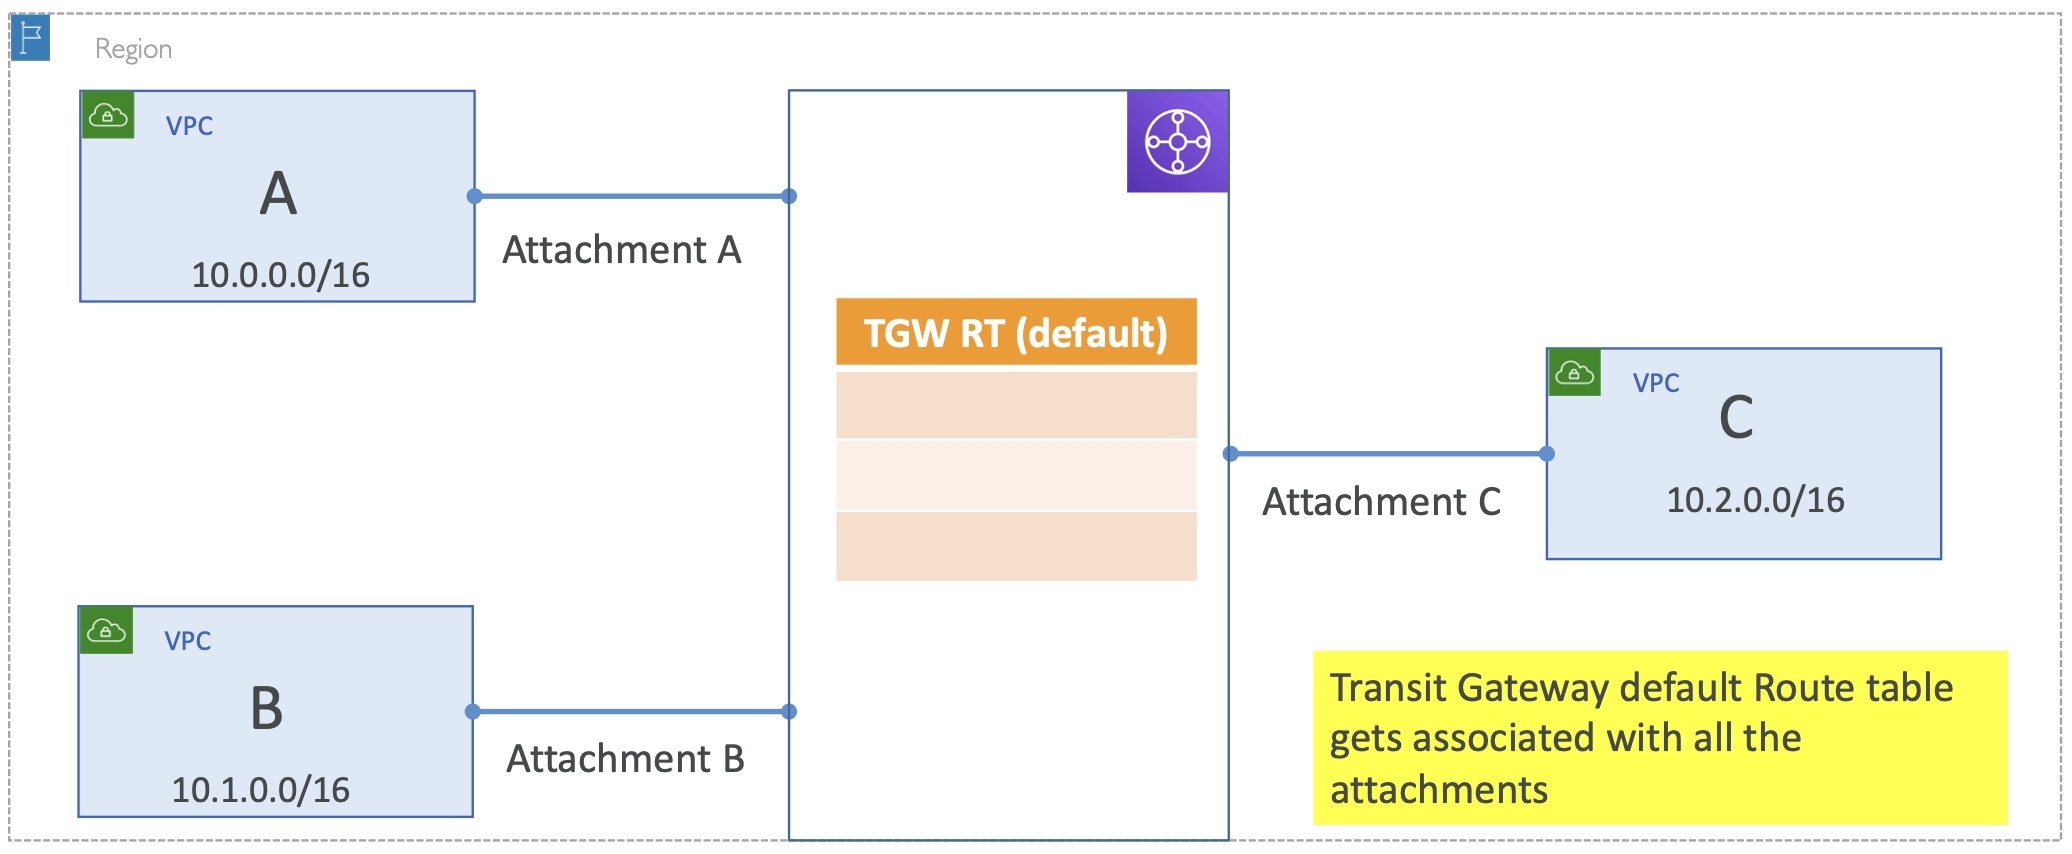 Region
VPC
A
10.0.0.0/16
Attachment A
TGW RT (default)
VPC
C
10.2.0.0/16
Attachment C
VPC
B
10.1.0.0/16
Attachment B
Transit Gateway default Route table
gets associated with all the
attachments